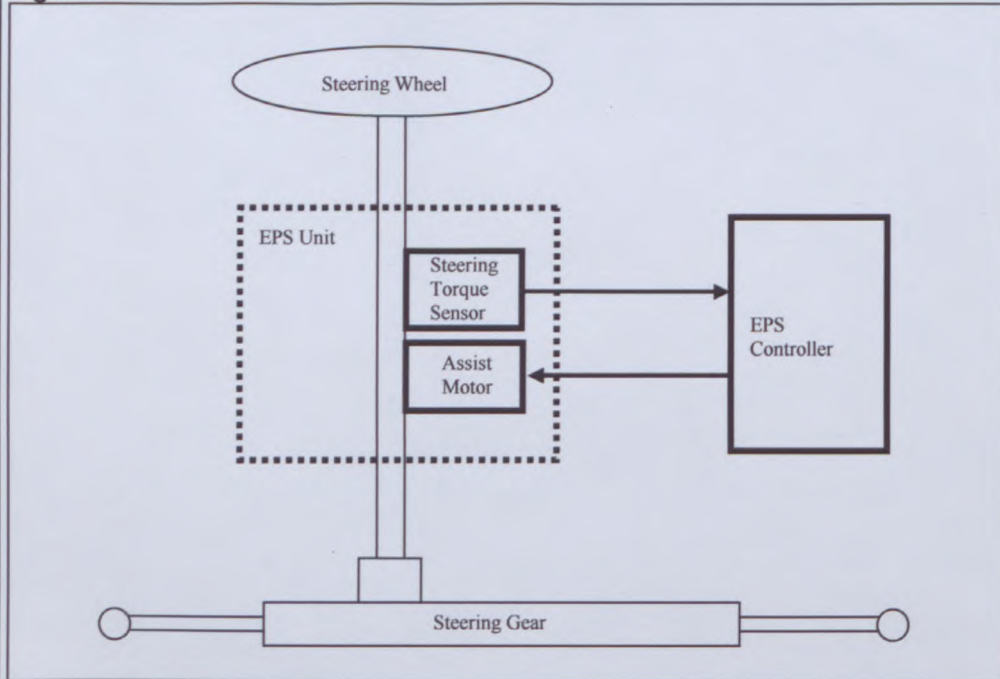 Steering Wheel
EPS Unit
Steering
Torque
Sensor
Assist
Motor
EPS
Controller
Steering Gear